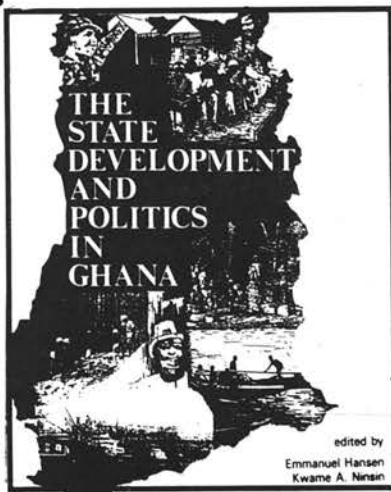 THE
STATE
DEVELOPMENT
AND
POLITICS
IN
GHANA
edited by
Emmanuel Hansen
Kwame A. Ninsin